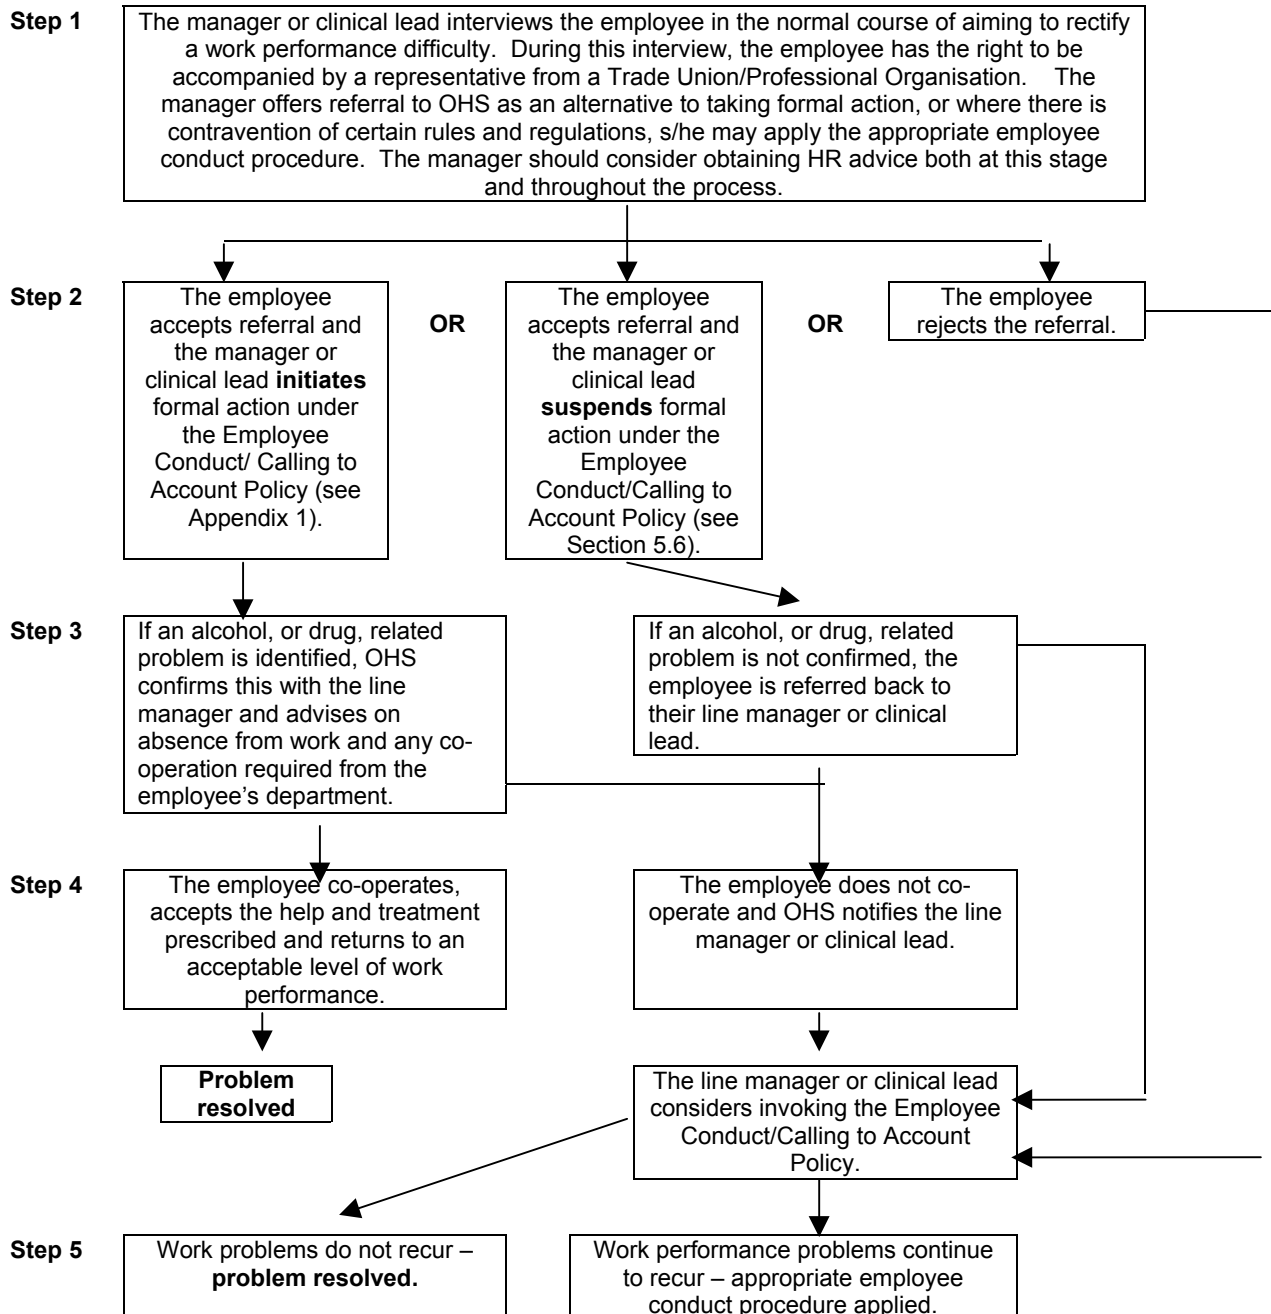 Step 1
The manager or clinical lead interviews the employee in the normal course of aiming to rectify
a work performance difficulty. During this interview, the employee has the right to be
accompanied by a representative from a Trade Union/Professional Organisation. The
manager offers referral to OHS as an alternative to taking formal action, or where there is
contravention of certain rules and regulations, s/he may apply the appropriate employee
conduct procedure. The manager should consider obtaining HR advice both at this stage
and throughout the process.
Step 2
The employee
accepts referral and
the manager or
clinical lead initiates
formal action under
the Employee
Conduct/ Calling to
Account Policy (see
Appendix 1).
OR
The employee
accepts referral and
the manager or
clinical lead
suspends formal
action under the
Employee
Conduct/Calling to
Account Policy (see
Section 5.6).
OR
The employee
rejects the referral.
Step 3
If an alcohol, or drug, related
problem is identified, OHS
confirms this with the line
manager and advises on
absence from work and any co-
operation required from the
employee's department.
If an alcohol, or drug, related
problem is not confirmed, the
employee is referred back to
their line manager or clinical
lead.
Step 4
The employee co-operates,
accepts the help and treatment
prescribed and returns to an
acceptable level of work
performance.
The employee does not co-
operate and OHS notifies the line
manager or clinical lead.
Problem
resolved
The line manager or clinical lead
considers invoking the Employee
Conduct/Calling to Account
Policy.
Step 5
Work problems do not recur –
problem resolved.
Work performance problems continue
to recur – appropriate employee
conduct procedure applied.